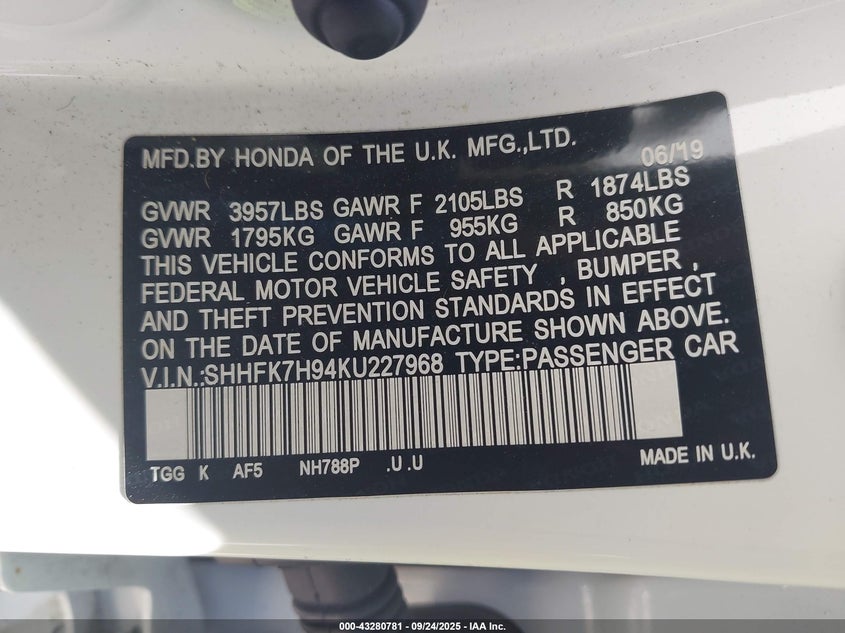 MFD.BY HONDA OF THE U.K. MFG.,LTD. 06/19
GVWR 3957LBS GAWR F 2105LBS R 1874LBS
GVWR 1795KG GAWR F 955KG R 850KG
THIS VEHICLE CONFORMS TO ALL APPLICABLE
FEDERAL MOTOR VEHICLE SAFETY , BUMPER ,
AND THEFT PREVENTION STANDARDS IN EFFECT
ON THE DATE OF MANUFACTURE SHOWN ABOVE.
V.I.N.:SHHFK7H94KU227968 TYPE:PASSENGER CAR
TGG K AF5 NH788P .U .U MADE IN U.K.
000-43280781 - 09/24/2025 - IAA Inc.